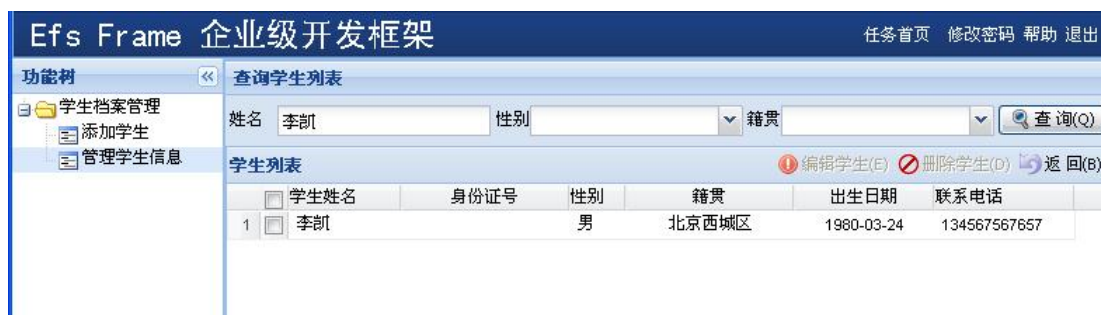 Efs Frame 企业级开发框架 任务首页 修改密码 帮助 退出
功能树
学生档案管理
添加学生
管理学生信息
查询学生列表
姓名 李凯 性别 籍贯 查 询(Q)
学生列表 编辑学生(E) 删除学生(D) 返 回(B)
学生姓名 身份证号 性别 籍贯 出生日期 联系电话
1 李凯 男 北京西城区 1980-03-24 134567567657